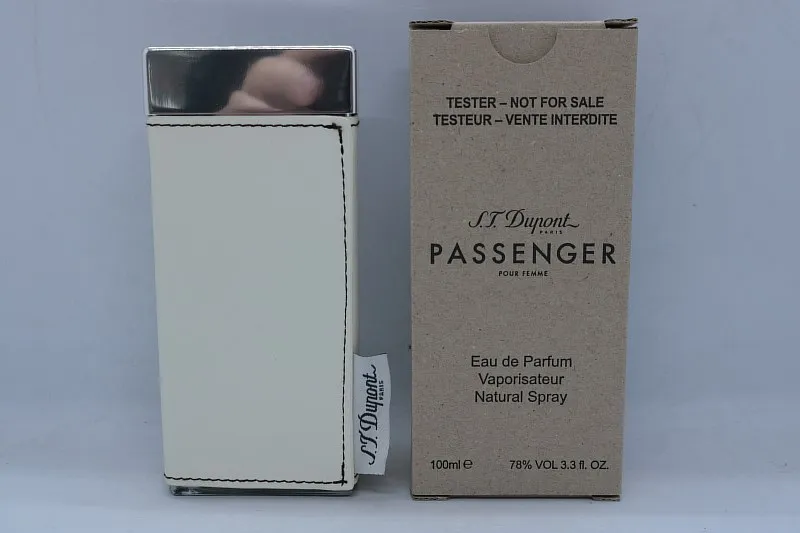 TESTER – NOT FOR SALE
TESTEUR – VENTE INTERDITE
S.T. Dupont
PARIS
PASSENGER
POUR FEMME
Eau de Parfum
Vaporisateur
Natural Spray
100ml ℮ 78% VOL 3.3 fl. OZ.
S.T. Dupont
PARIS